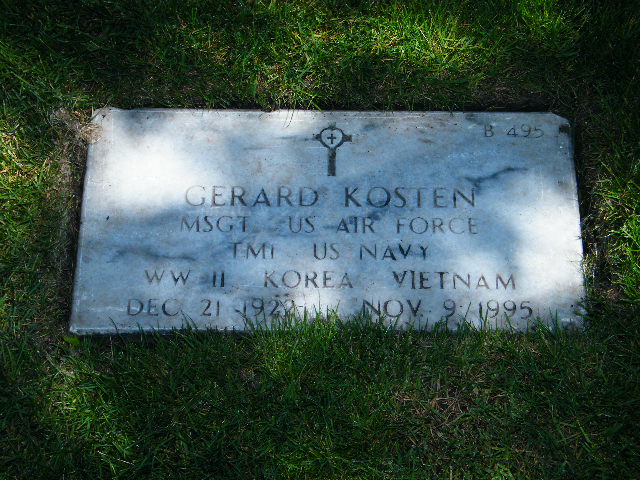 B 495
GERARD KOSTEN
MSGT US AIR FORCE
TM1 US NAVY
WW II KOREA VIETNAM
DEC 21 NOV 9 1995